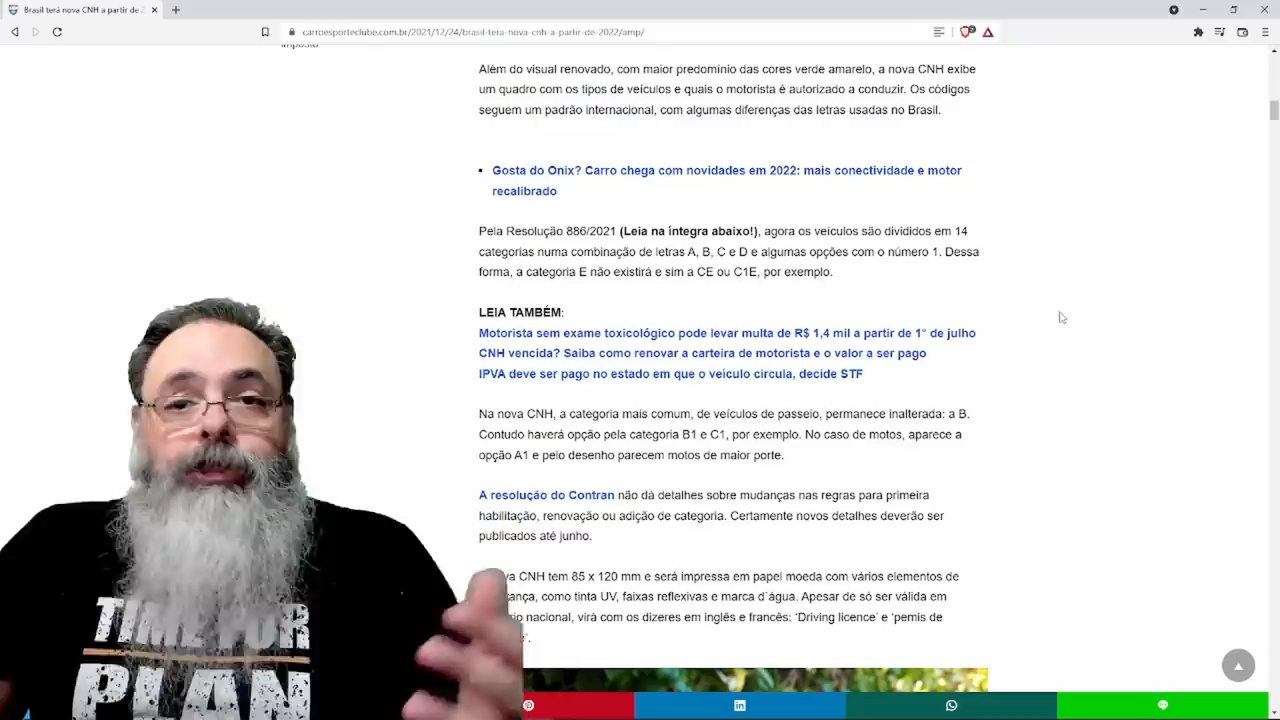 Brasil terá nova CNH a partir de 2
carroesporteclube.com.br/2021/12/24/brasil-tera-nova-cnh-a-partir-de-2022/amp/
imposto
Além do visual renovado, com maior predomínio das cores verde amarelo, a nova CNH exibe
um quadro com os tipos de veículos e quais o motorista é autorizado a conduzir. Os códigos
seguem um padrão internacional, com algumas diferenças das letras usadas no Brasil.
Gosta do Onix? Carro chega com novidades em 2022: mais conectividade e motor
recalibrado
Pela Resolução 886/2021 (Leia na íntegra abaixo!), agora os veículos são divididos em 14
categorias numa combinação de letras A, B, C e D e algumas opções com o número 1. Dessa
forma, a categoria E não existirá e sim a CE ou C1E, por exemplo.
LEIA TAMBÉM:
Motorista sem exame toxicológico pode levar multa de R$ 1,4 mil a partir de 1° de julho
CNH vencida? Saiba como renovar a carteira de motorista e o valor a ser pago
IPVA deve ser pago no estado em que o veículo circula, decide STF
Na nova CNH, a categoria mais comum, de veículos de passeio, permanece inalterada: a B.
Contudo haverá opção pela categoria B1 e C1, por exemplo. No caso de motos, aparece a
opção A1 e pelo desenho parecem motos de maior porte.
A resolução do Contran não dá detalhes sobre mudanças nas regras para primeira
habilitação, renovação ou adição de categoria. Certamente novos detalhes deverão ser
publicados até junho.
va CNH tem 85 x 120 mm e será impressa em papel moeda com vários elementos de
ança, como tinta UV, faixas reflexivas e marca d´água. Apesar de só ser válida em
rio nacional, virá com os dizeres em inglês e francês: ‘Driving licence’ e ‘pemis de
TIME FOR
PLAN